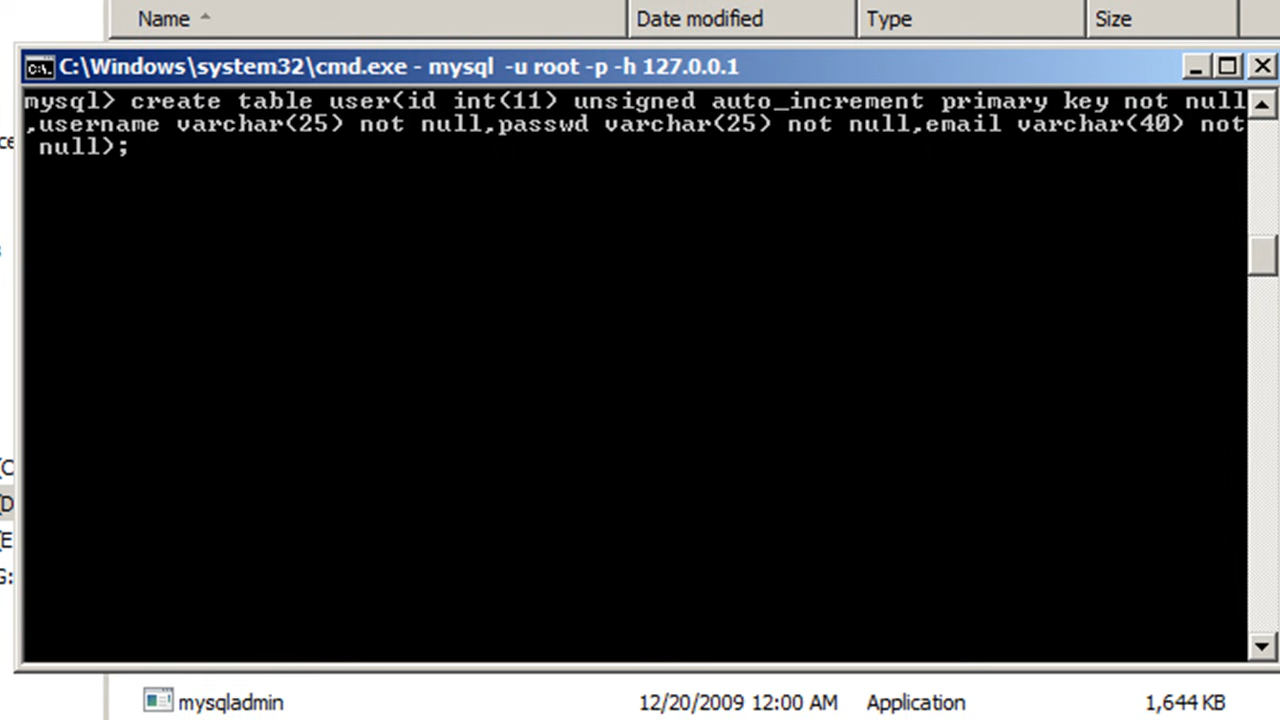 Name Date modified Type Size
C:\Windows\system32\cmd.exe - mysql -u root -p -h 127.0.0.1
mysql> create table user(id int(11) unsigned auto_increment primary key not null
,username varchar(25) not null,passwd varchar(25) not null,email varchar(40) not
null);
(C
(D
(E
G:
mysqladmin 12/20/2009 12:00 AM Application 1,644 KB